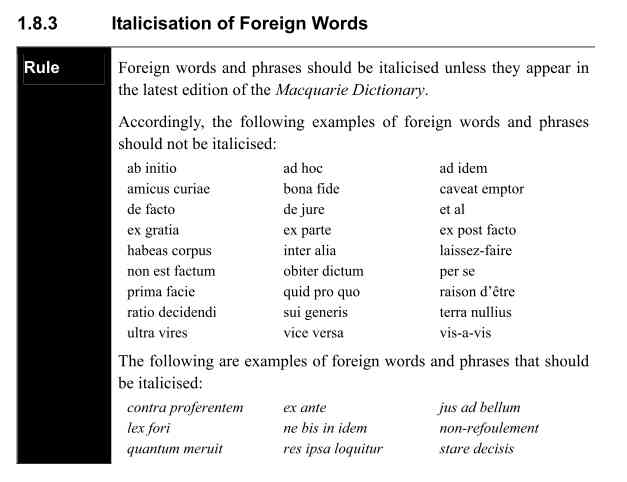 1.8.3 Italicisation of Foreign Words
Rule
Foreign words and phrases should be italicised unless they appear in
the latest edition of the Macquarie Dictionary.
Accordingly, the following examples of foreign words and phrases
should not be italicised:
ab initio ad hoc ad idem
amicus curiae bona fide caveat emptor
de facto de jure et al
ex gratia ex parte ex post facto
habeas corpus inter alia laissez-faire
non est factum obiter dictum per se
prima facie quid pro quo raison d’être
ratio decidendi sui generis terra nullius
ultra vires vice versa vis-a-vis
The following are examples of foreign words and phrases that should
be italicised:
contra proferentem ex ante jus ad bellum
lex fori ne bis in idem non-refoulement
quantum meruit res ipsa loquitur stare decisis